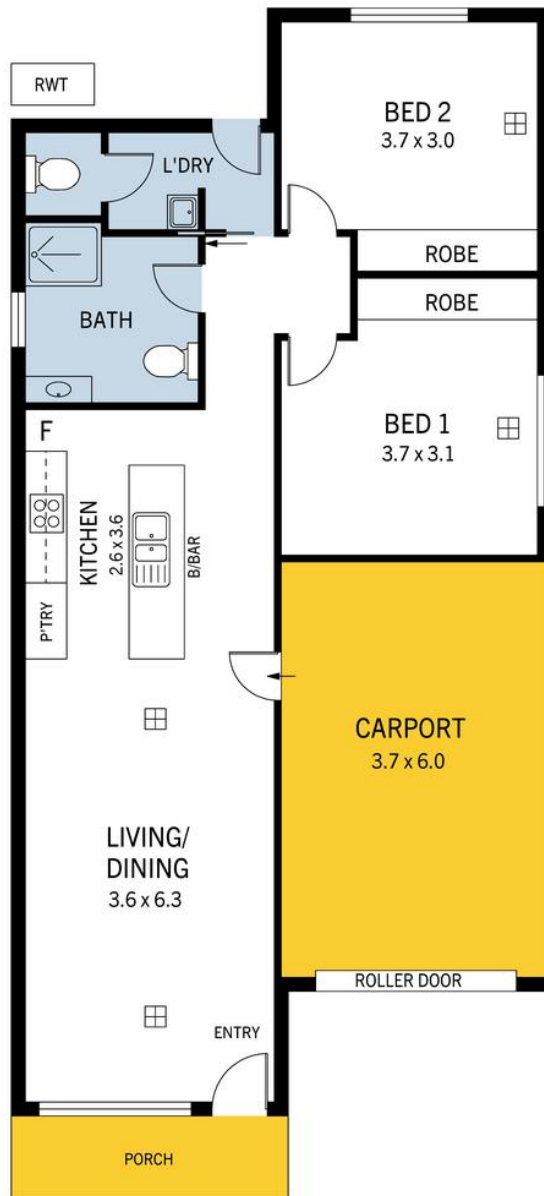 RWT
BED 2
3.7 x 3.0
L'DRY
ROBE
ROBE
BATH
BED 1
3.7 x 3.1
F
KITCHEN
2.6 x 3.6
B/BAR
P'TRY
CARPORT
3.7 x 6.0
LIVING/
DINING
3.6 x 6.3
ROLLER DOOR
ENTRY
PORCH